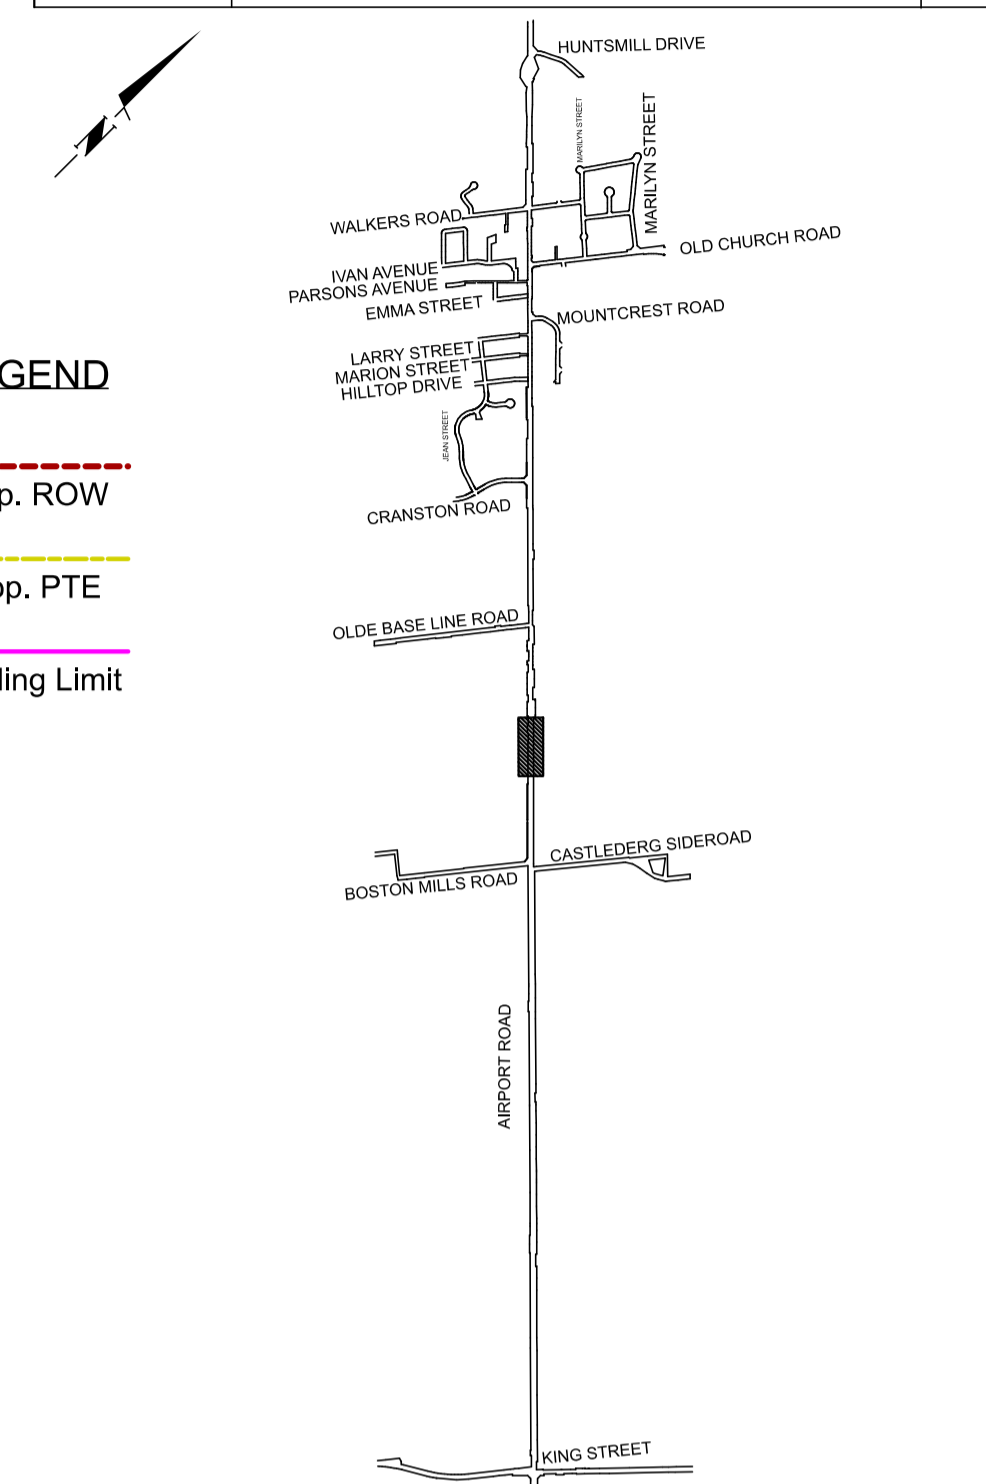 HUNTSMILL DRIVE
MARILYN STREET
MARILYN STREET
WALKERS ROAD
OLD CHURCH ROAD
IVAN AVENUE
PARSONS AVENUE
EMMA STREET
MOUNTCREST ROAD
LARRY STREET
MARION STREET
HILLTOP DRIVE
GEND
JEAN STREET
p. ROW
CRANSTON ROAD
op. PTE
OLDE BASE LINE ROAD
ding Limit
CASTLEDERG SIDEROAD
BOSTON MILLS ROAD
AIRPORT ROAD
KING STREET
N